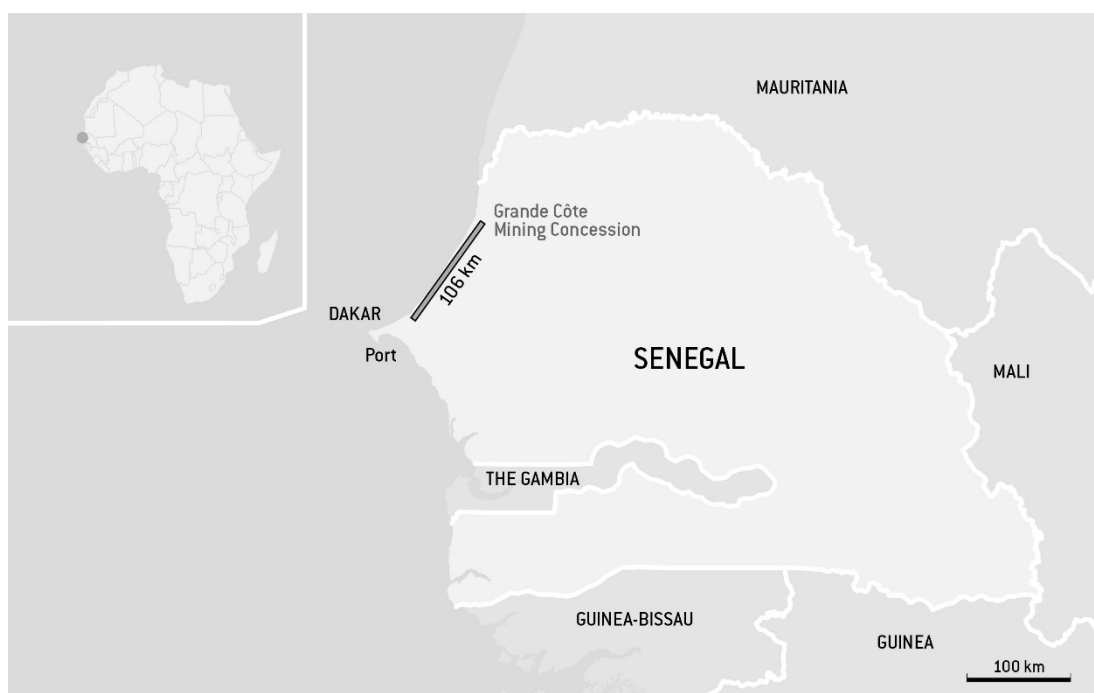 MAURITANIA
Grande Côte
Mining Concession
106 km
DAKAR
Port
SENEGAL
MALI
THE GAMBIA
GUINEA-BISSAU
GUINEA
100 km